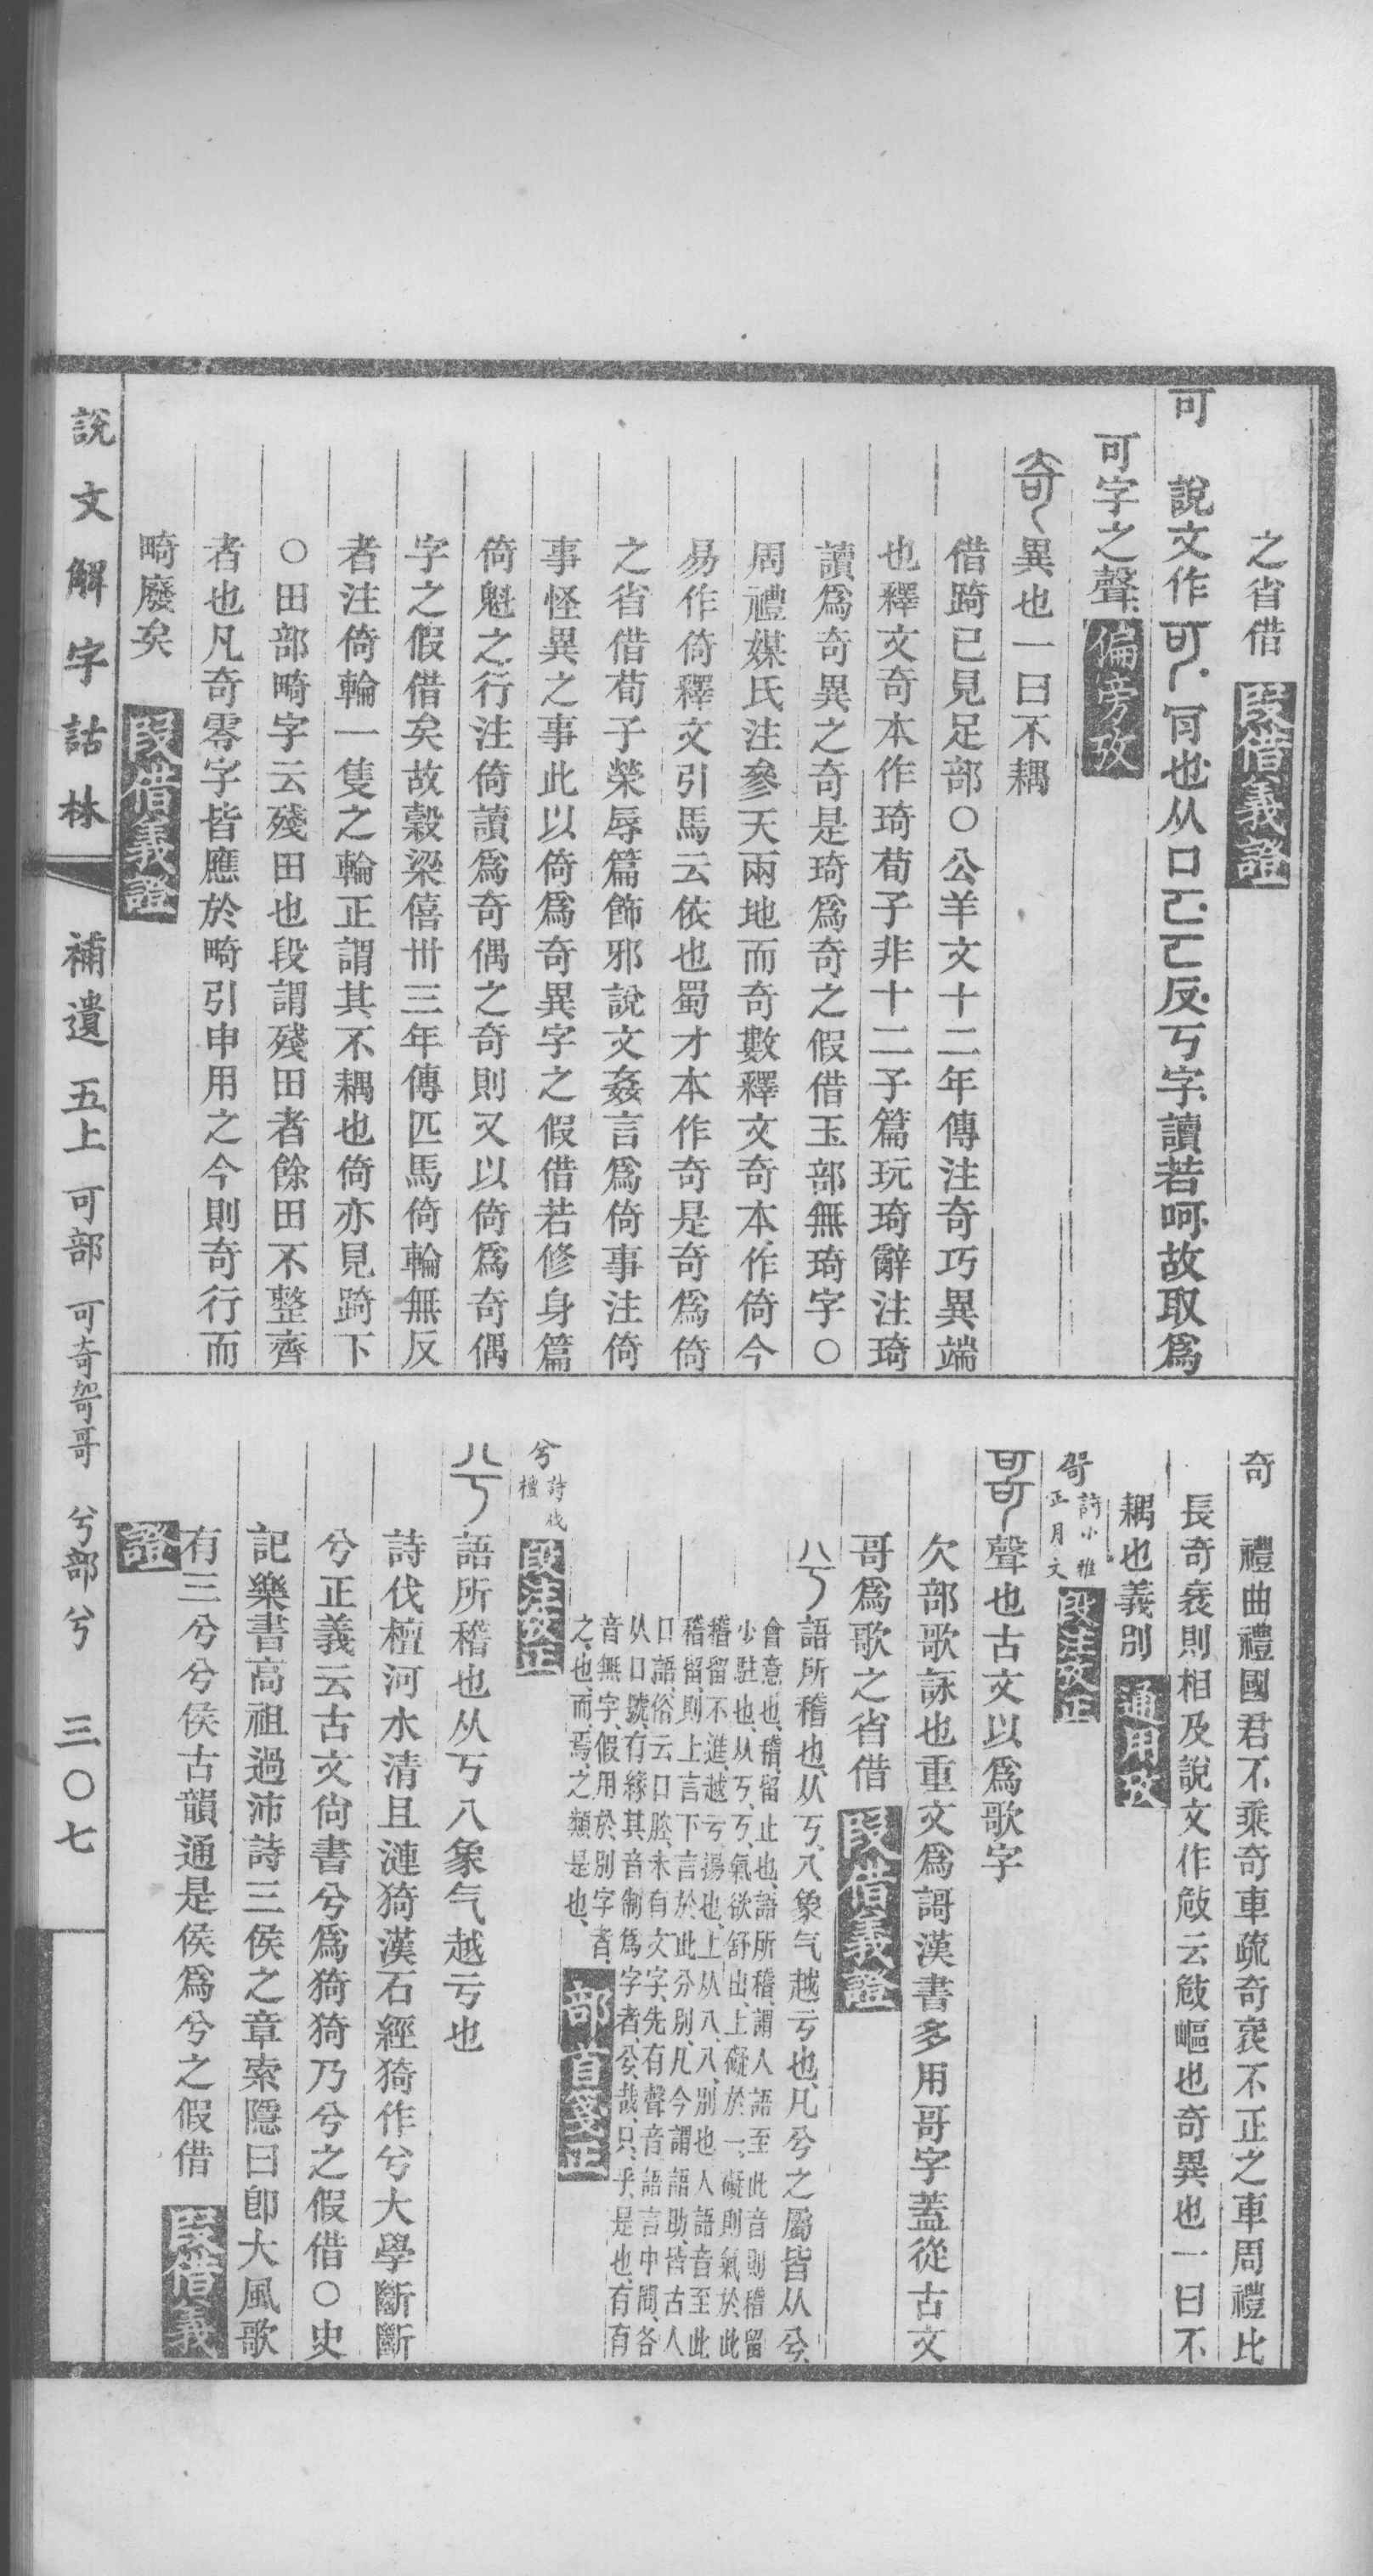 之省借 段借義證
可 說文作可肎也从口𠀀𠀀反丂字讀若呵故取爲
可字之聲 偏旁攷
奇 異也一曰不耦
借踦已見足部○公羊文十二年傳注奇巧異端
也釋文奇本作琦荀子非十二子篇玩琦辭注琦
讀爲奇異之奇是琦爲奇之假借玉部無琦字○
周禮媒氏注參天兩地而奇數釋文奇本作倚今
易作倚釋文引馬云依也蜀才本作奇是奇爲倚
之省借荀子榮辱篇飾邪說文姦言爲倚事注倚
事怪異之事此以倚爲奇異字之假借若修身篇
倚魁之行注倚讀爲奇偶之奇則又以倚爲奇偶
字之假借矣故穀梁僖卅三年傳匹馬倚輪無反
者注倚輪一隻之輪正謂其不耦也倚亦見踦下
○田部畸字云殘田也段謂殘田者餘田不整齊
者也凡奇零字皆應於畸引申用之今則奇行而
畸廢矣 段借義證
奇 禮曲禮國君不乘奇車疏奇衺不正之車周禮比
長奇衺則相及說文作攲云攲嶇也奇異也一曰不
耦也義別 通用攷
哿 詩小雅正月文 段注攷正
哥 聲也古文以爲歌字
欠部歌詠也重文爲謌漢書多用哥字蓋從古文
哥爲歌之省借 段借義證
兮 語所稽也从丂八象气越亏也凡兮之屬皆从兮
會意也稽留止也語所稽謂人語至此音則稽留
少駐也从丂丂氣欲舒出上礙於一礙則氣於此
稽留不進越亏揚也上从八八別也人語音至此
稽留則上言下言於此分別凡今謂語助皆古人
口語俗云口腔未有文字先有聲音語言中間各
从口號有緣其音制爲字者兮哉只乎是也有有
音無字假用於別字者
之也而焉之類是也 部首箋正
兮 詩伐檀 段注攷正
兮 語所稽也从丂八象气越亏也
詩伐檀河水清且漣猗漢石經猗作兮大學斷斷
兮正義云古文尙書兮爲猗猗乃兮之假借○史
記樂書高祖過沛詩三侯之章索隱曰卽大風歌
有三兮兮侯古韻通是侯爲兮之假借 段借義
證
說文解字詁林 補遺 五上 可部 可奇哿哥 兮部 兮 三〇七